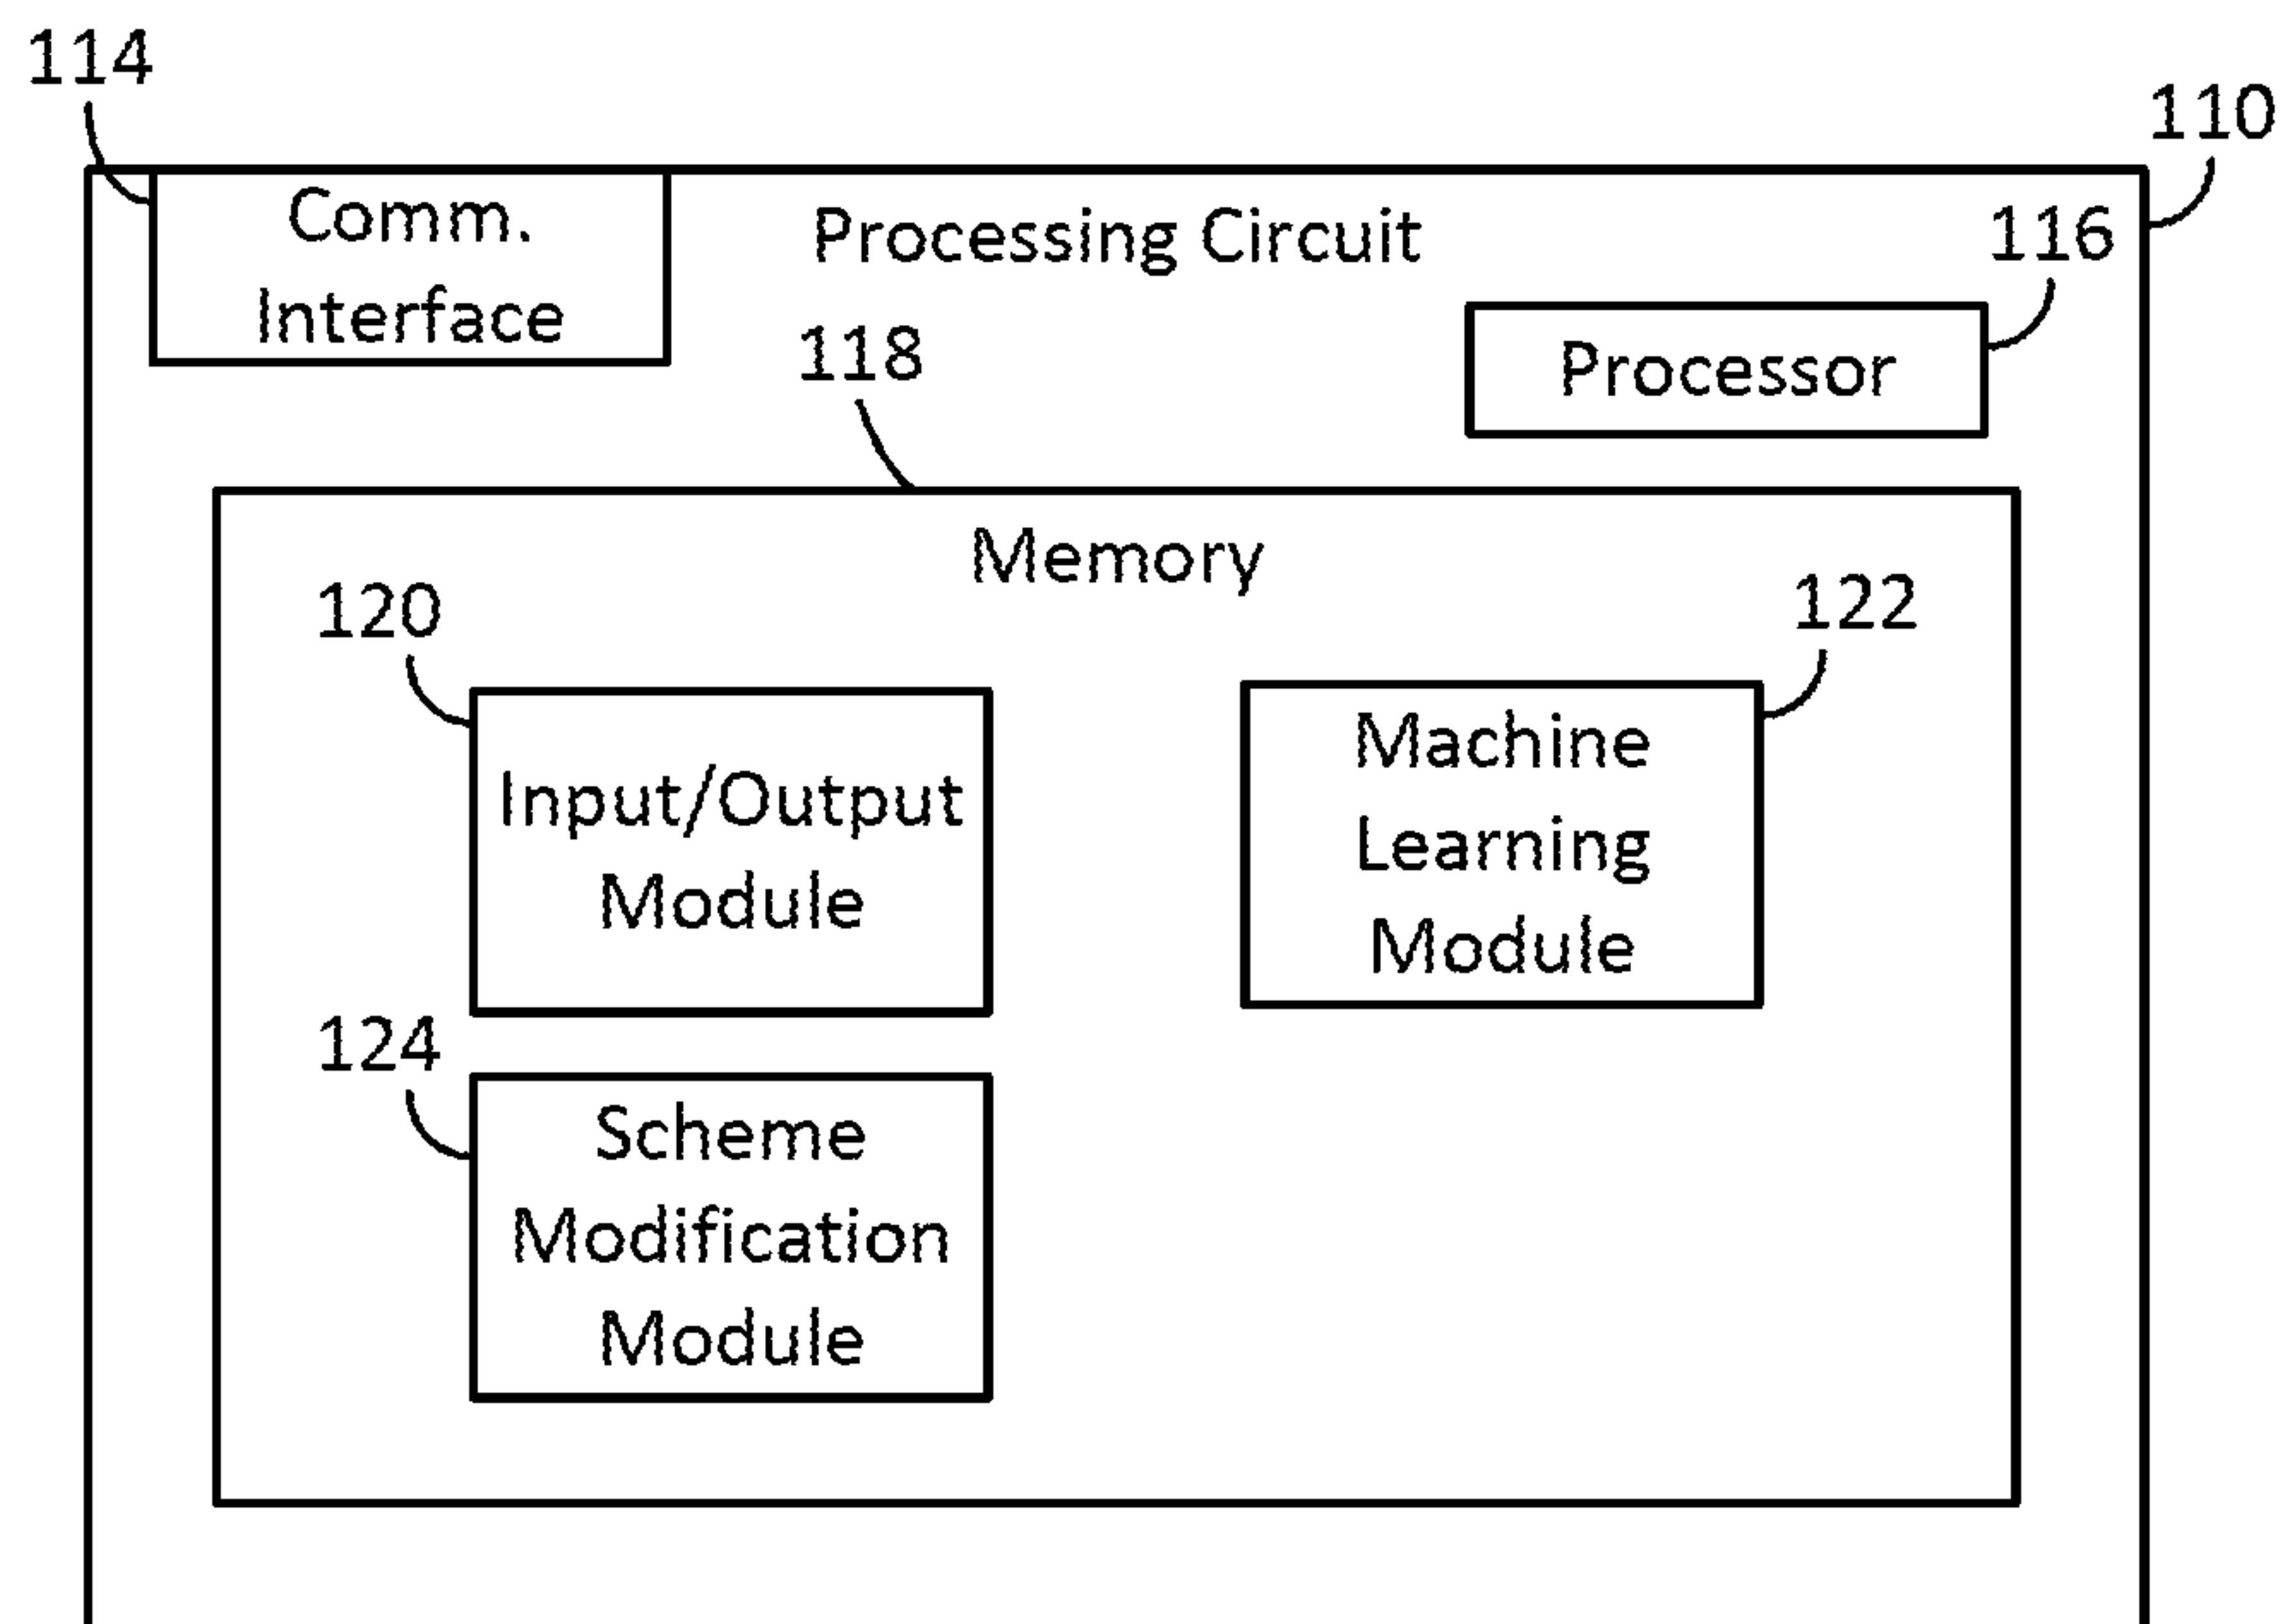 114
110
Comm.
Interface
Processing Circuit
116
118
Processor
Memory
120
122
Input/Output
Module
Machine
Learning
Module
124
Scheme
Modification
Module